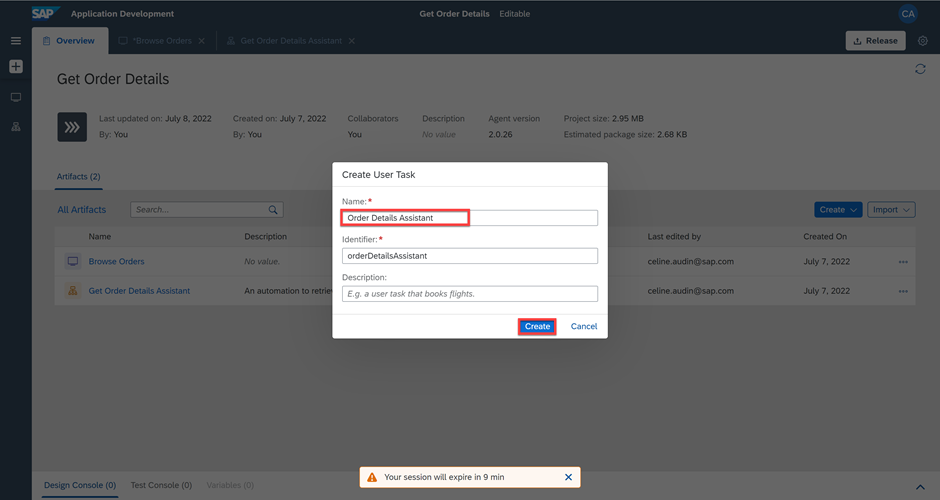 SAP Application Development Get Order Details Editable CA
Overview *Browse Orders Get Order Details Assistant Release
Get Order Details
Last updated on: July 8, 2022 Created on: July 7, 2022 Collaborators Description Agent version Project size: 2.95 MB
By: You By: You You No value 2.0.26 Estimated package size: 2.68 KB
Create User Task
Artifacts (2)
Name:*
All Artifacts Search... Order Details Assistant Create Import
Name Description Identifier:* Last edited by Created On
Browse Orders No value. orderDetailsAssistant celine.audin@sap.com July 7, 2022
Description:
Get Order Details Assistant An automation to retrie E.g. a user task that books flights. celine.audin@sap.com July 7, 2022
Create Cancel
Your session will expire in 9 min
Design Console (0) Test Console (0) Variables (0)